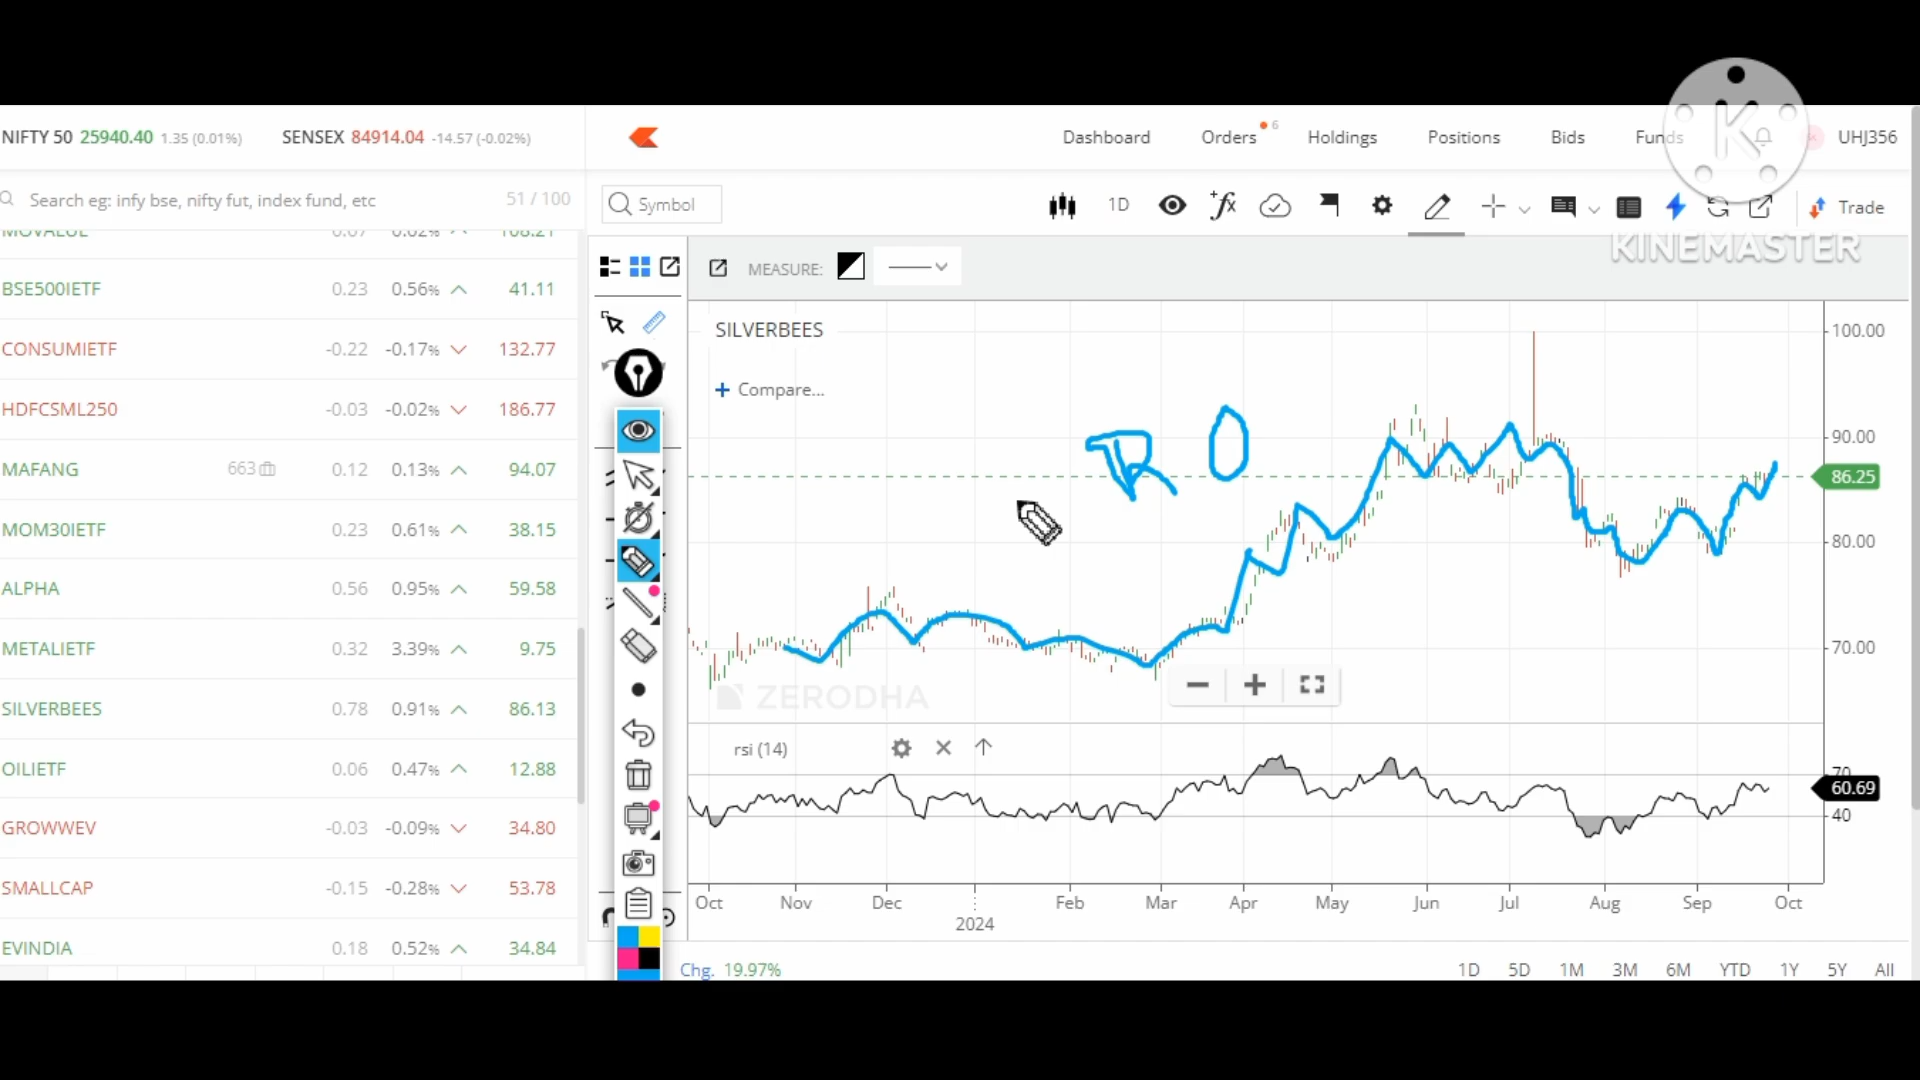 NIFTY 50 25940.40 1.35 (0.01%) SENSEX 84914.04 -14.57 (-0.02%)
Dashboard Orders 6 Holdings Positions Bids Funds UHJ356
Search eg: infy bse, nifty fut, index fund, etc 51 / 100
Symbol 1D Trade
KINEMASTER
BSE500IETF 0.23 0.56% 41.11
CONSUMIETF -0.22 -0.17% 132.77
HDFCSML250 -0.03 -0.02% 186.77
MAFANG 663 0.12 0.13% 94.07
MOM30IETF 0.23 0.61% 38.15
ALPHA 0.56 0.95% 59.58
METALIETF 0.32 3.39% 9.75
SILVERBEES 0.78 0.91% 86.13
OILIETF 0.06 0.47% 12.88
GROWWEV -0.03 -0.09% 34.80
SMALLCAP -0.15 -0.28% 53.78
EVINDIA 0.18 0.52% 34.84
MEASURE:
SILVERBEES
Compare...
R O
100.00
90.00
86.25
80.00
70.00
ZERODHA
rsi (14)
70
60.69
40
Oct Nov Dec Feb Mar Apr May Jun Jul Aug Sep Oct
2024
Chg. 19.97% 1D 5D 1M 3M 6M YTD 1Y 5Y All